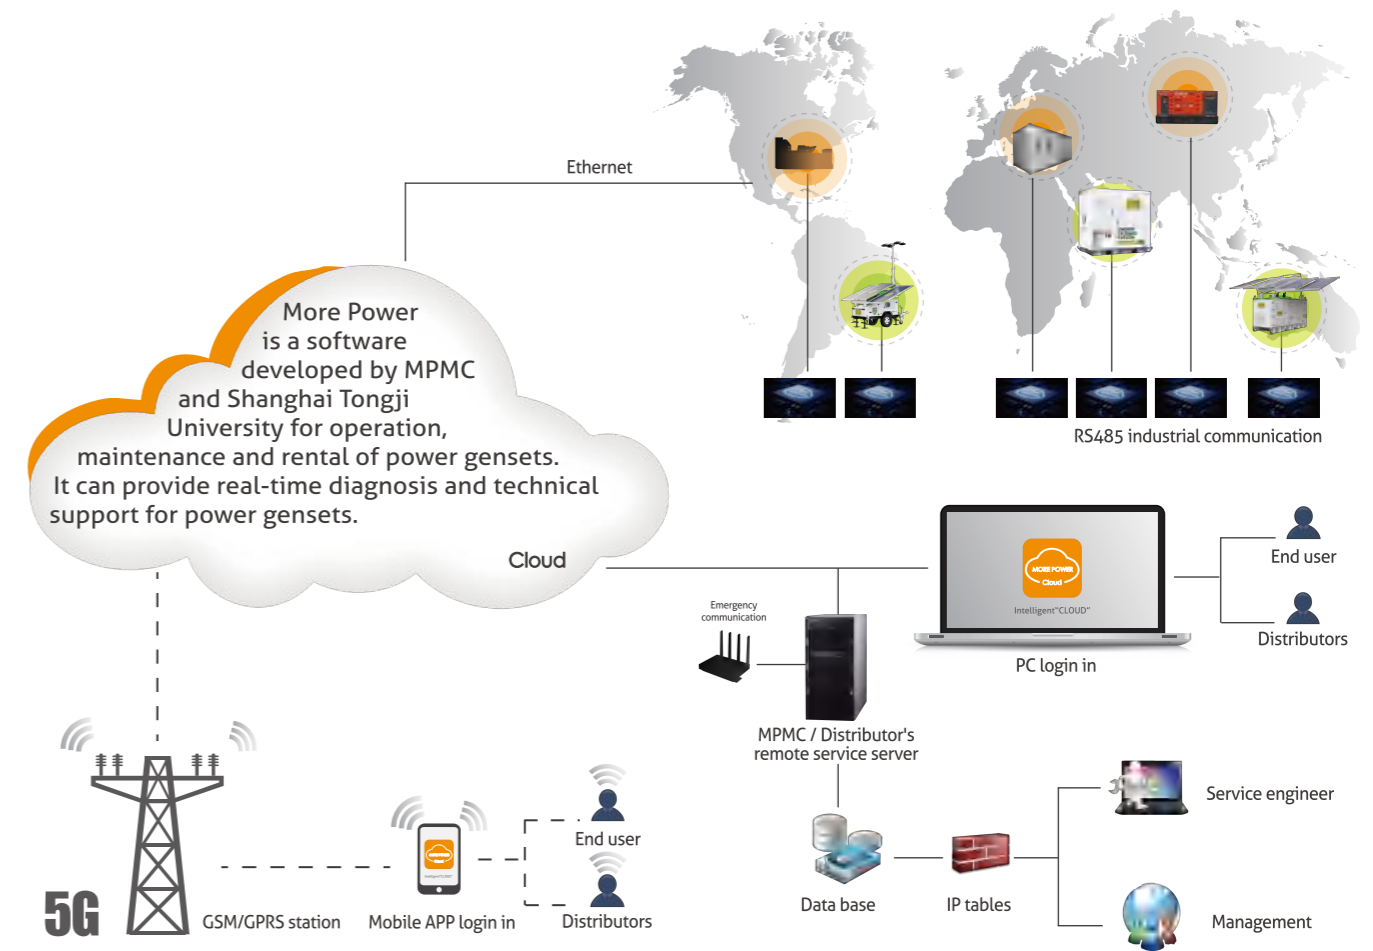 Ethernet
More Power
is a software
developed by MPMC
and Shanghai Tongji
University for operation,
maintenance and rental of power gensets.
It can provide real-time diagnosis and technical
support for power gensets.
Cloud
RS485 industrial communication
MORE POWER
Cloud
Intelligent"CLOUD"
PC login in
End user
Distributors
Emergency
communication
MPMC / Distributor's
remote service server
Service engineer
Data base
IP tables
Management
5G
GSM/GPRS station
Mobile APP login in
End user
Distributors